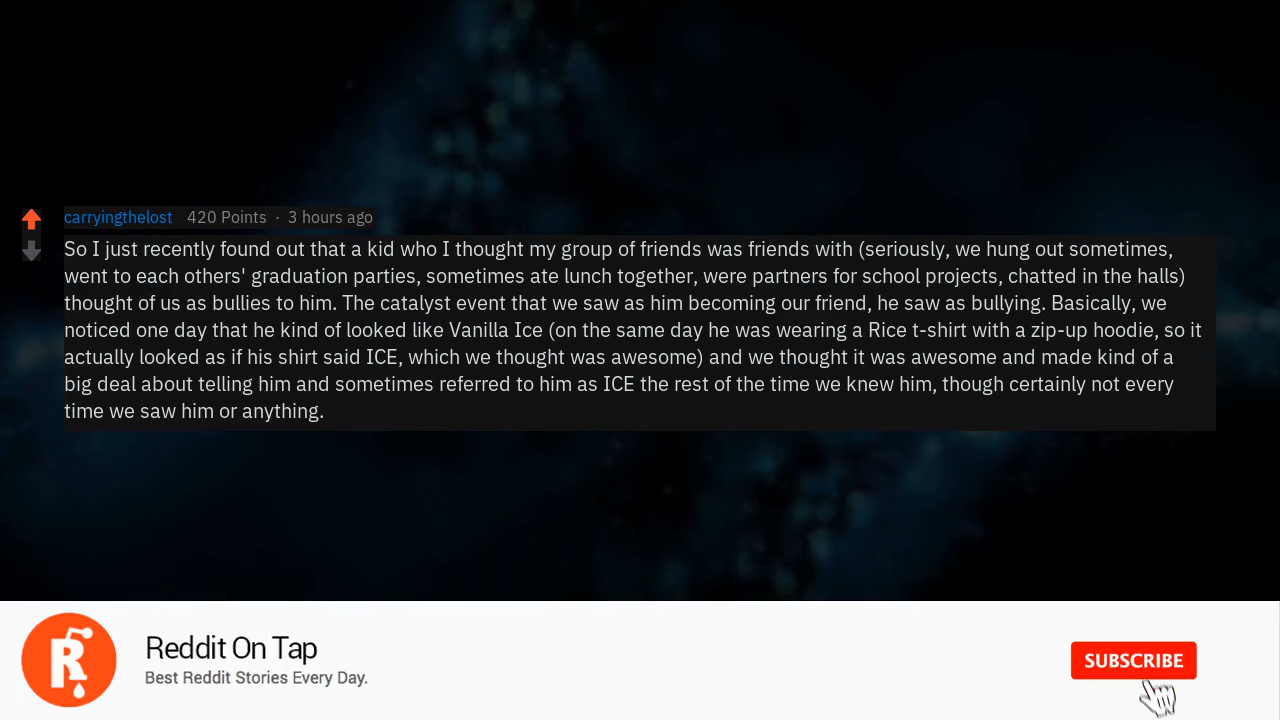 carryingthelost 420 Points · 3 hours ago
So I just recently found out that a kid who I thought my group of friends was friends with (seriously, we hung out sometimes,
went to each others' graduation parties, sometimes ate lunch together, were partners for school projects, chatted in the halls)
thought of us as bullies to him. The catalyst event that we saw as him becoming our friend, he saw as bullying. Basically, we
noticed one day that he kind of looked like Vanilla Ice (on the same day he was wearing a Rice t-shirt with a zip-up hoodie, so it
actually looked as if his shirt said ICE, which we thought was awesome) and we thought it was awesome and made kind of a
big deal about telling him and sometimes referred to him as ICE the rest of the time we knew him, though certainly not every
time we saw him or anything.
Reddit On Tap
Best Reddit Stories Every Day.
SUBSCRIBE